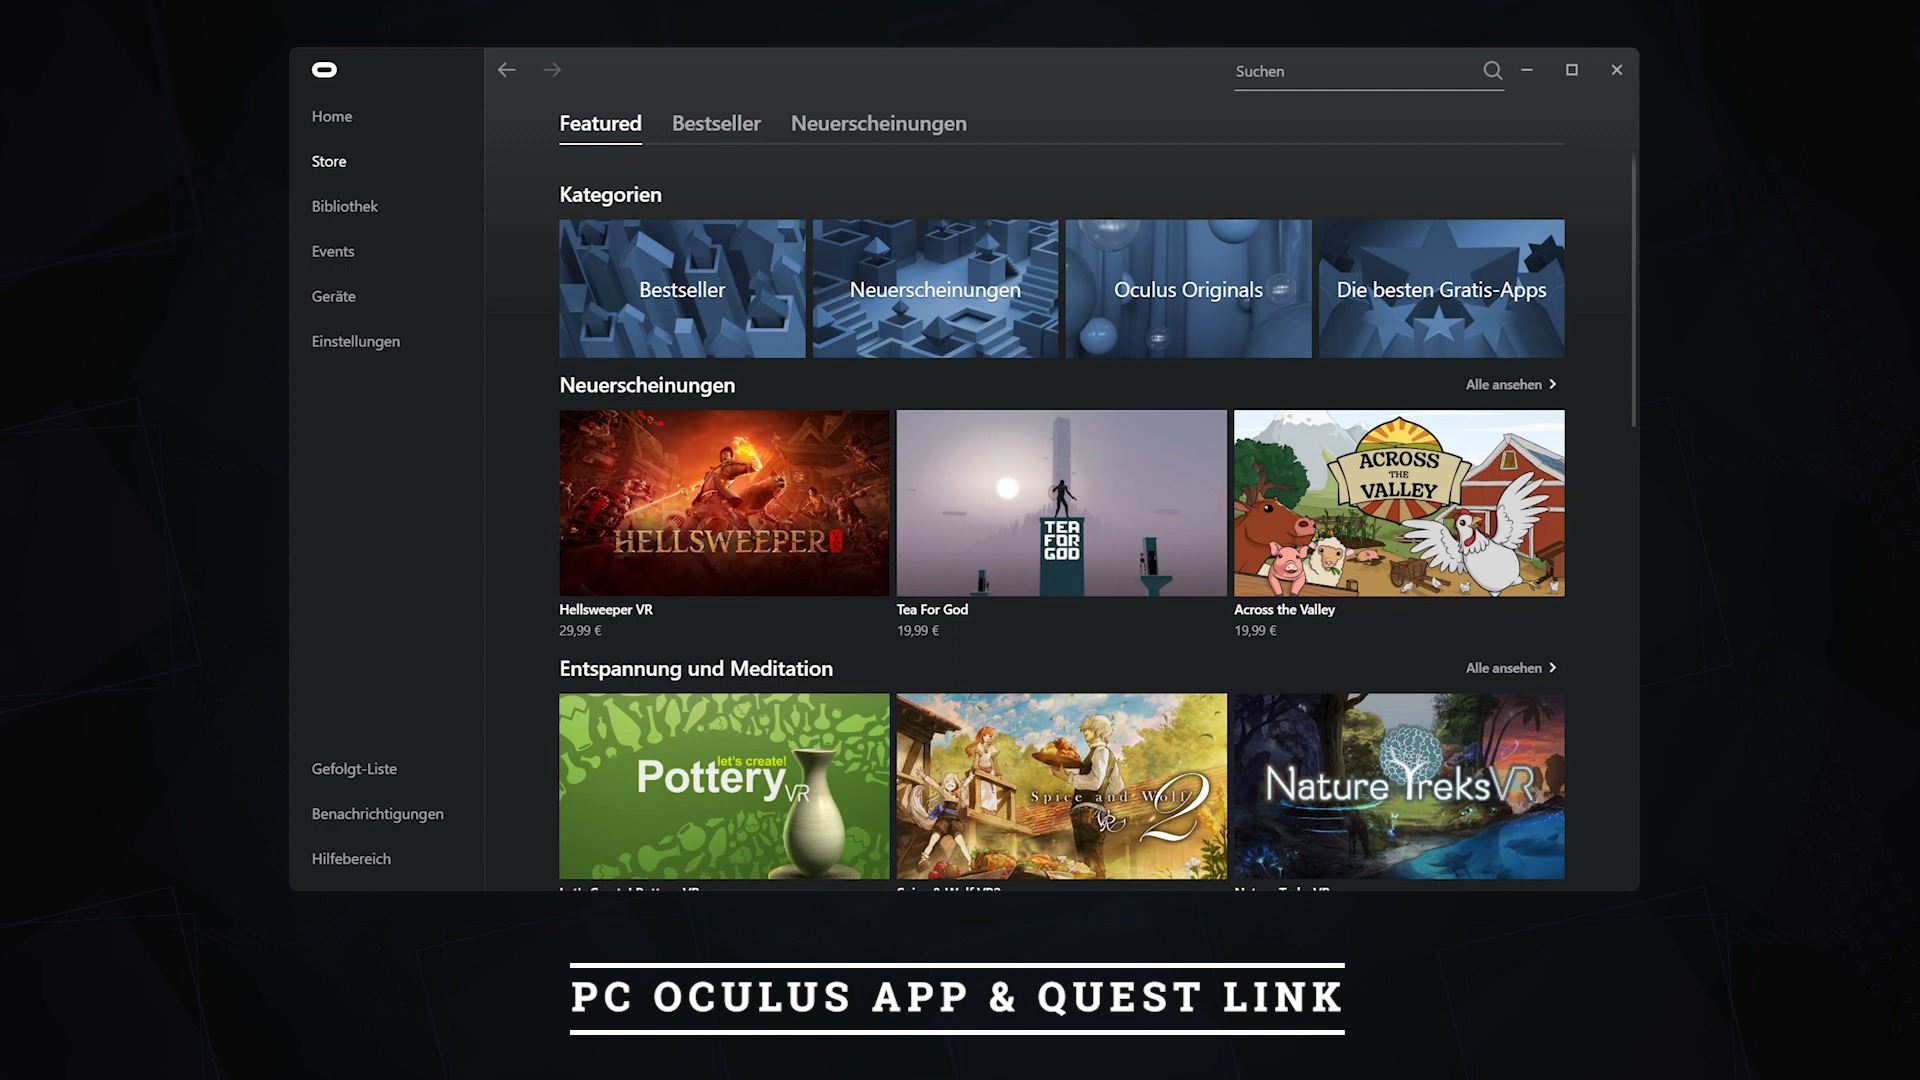 Suchen
Home
Store
Bibliothek
Events
Geräte
Einstellungen
Gefolgt-Liste
Benachrichtigungen
Hilfebereich
Featured Bestseller Neuerscheinungen
Kategorien
Bestseller
Neuerscheinungen
Oculus Originals
Die besten Gratis-Apps
Neuerscheinungen
Alle ansehen
HELLSWEEPER
TEA
FOR
GOD
ACROSS
THE
VALLEY
Hellsweeper VR
29,99 €
Tea For God
19,99 €
Across the Valley
19,99 €
Entspannung und Meditation
Alle ansehen
let's create!
Pottery VR
Spice and Wolf
VR 2
Nature Treks VR
PC OCULUS APP & QUEST LINK